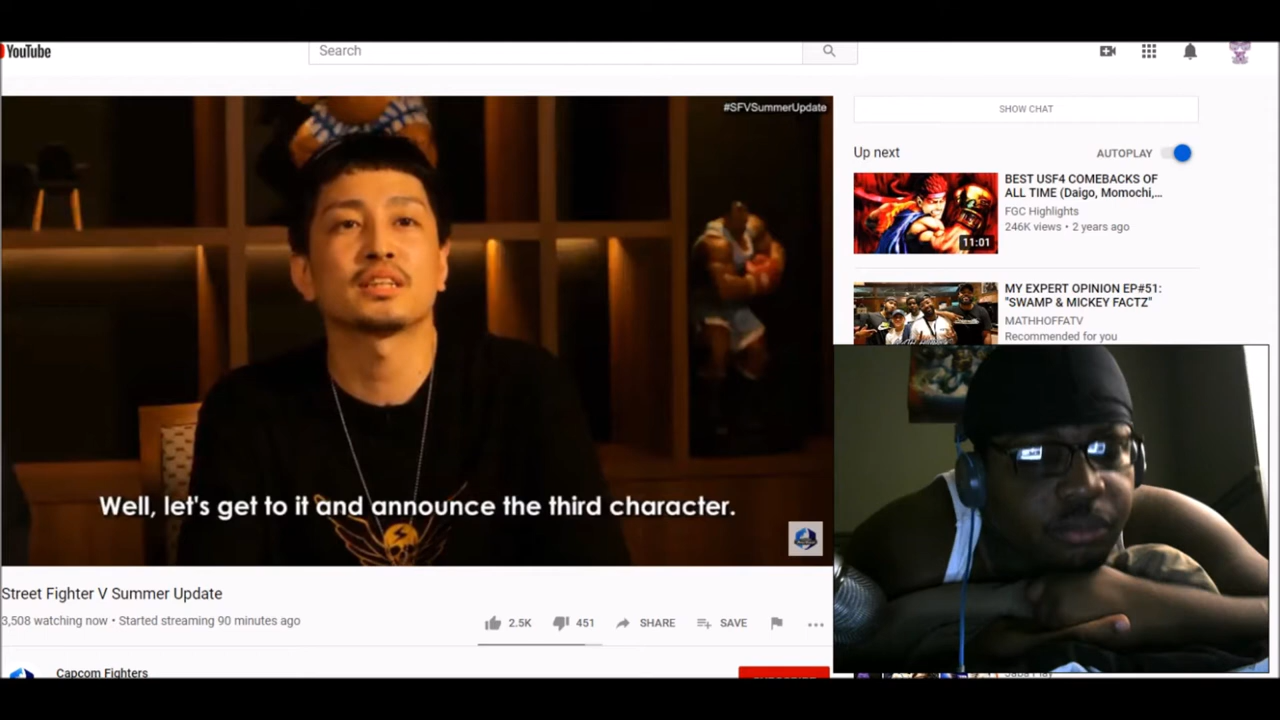 YouTube
Search
#SFVSummerUpdate
Well, let's get to it and announce the third character.
Street Fighter V Summer Update
3,508 watching now • Started streaming 90 minutes ago
2.5K
451
SHARE
SAVE
Capcom Fighters
SHOW CHAT
Up next
AUTOPLAY
BEST USF4 COMEBACKS OF
ALL TIME (Daigo, Momochi,...
FGC Highlights
246K views • 2 years ago
11:01
MY EXPERT OPINION EP#51:
"SWAMP & MICKEY FACTZ"
MATHHOFFATV
Recommended for you